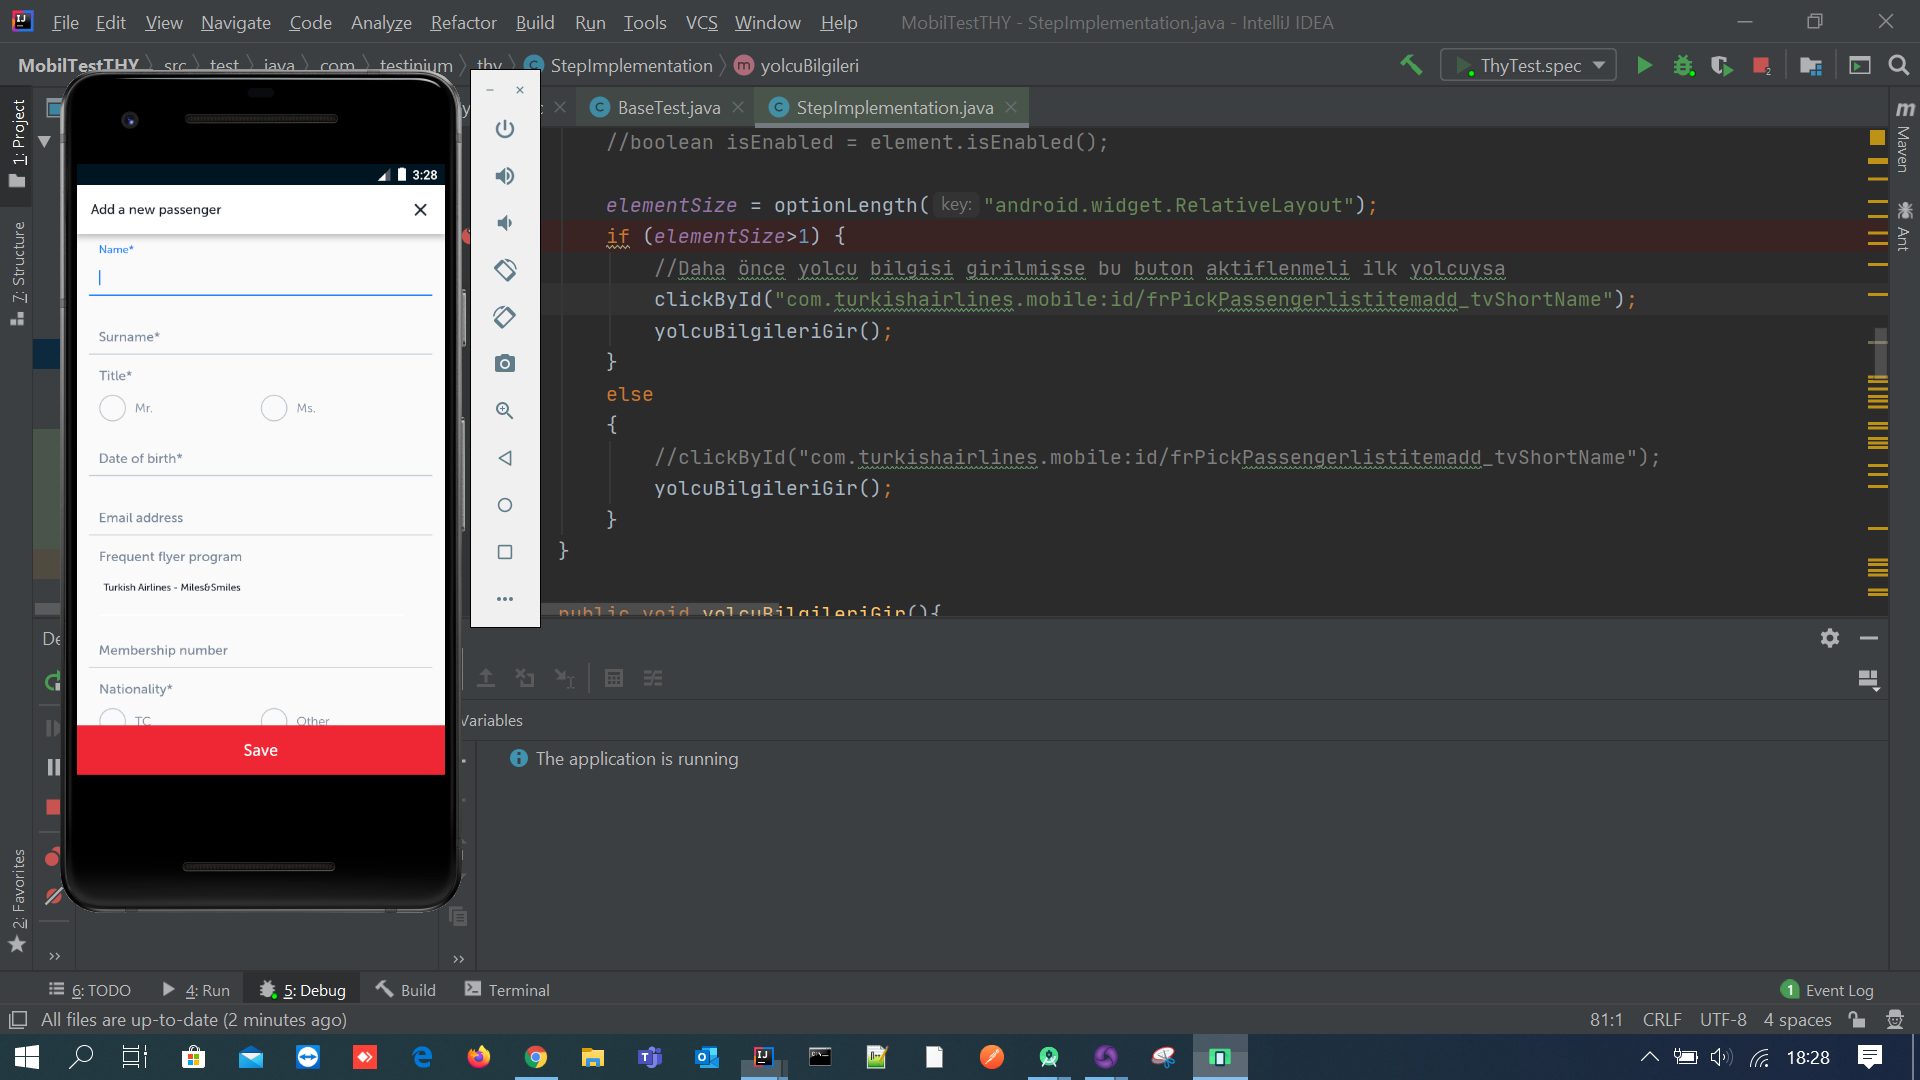 File Edit View Navigate Code Analyze Refactor Build Run Tools VCS Window Help MobilTestTHY - StepImplementation.java - IntelliJ IDEA
MobilTestTHY src test java com testinium thy StepImplementation yolcuBilgileri ThyTest.spec
BaseTest.java StepImplementation.java
1: Project
7: Structure
2: Favorites
Maven
Ant
//boolean isEnabled = element.isEnabled();
elementSize = optionLength( key: "android.widget.RelativeLayout");
if (elementSize>1) {
//Daha önce yolcu bilgisi girilmişse bu buton aktiflenmeli ilk yolcuysa
clickById("com.turkishairlines.mobile:id/frPickPassengerlistitemadd_tvShortName");
yolcuBilgileriGir();
}
else
{
//clickById("com.turkishairlines.mobile:id/frPickPassengerlistitemadd_tvShortName");
yolcuBilgileriGir();
}
}
public void yolcuBilgileriGir(){
3:28
Add a new passenger
Name*
Surname*
Title*
Mr. Ms.
Date of birth*
Email address
Frequent flyer program
Turkish Airlines - Miles&Smiles
Membership number
Nationality*
TC Other
Save
De
Variables
The application is running
6: TODO 4: Run 5: Debug Build Terminal 1 Event Log
All files are up-to-date (2 minutes ago) 81:1 CRLF UTF-8 4 spaces
18:28